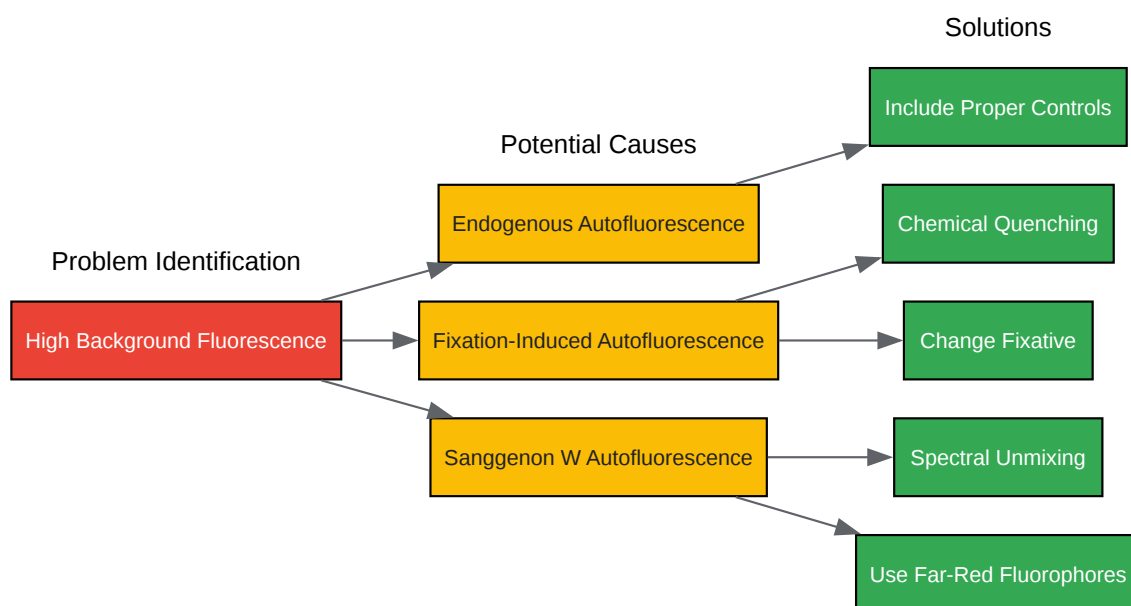 Solutions
Include Proper Controls
Potential Causes
Endogenous Autofluorescence
Chemical Quenching
Problem Identification
High Background Fluorescence
Fixation-Induced Autofluorescence
Change Fixative
Sanggenon W Autofluorescence
Spectral Unmixing
Use Far-Red Fluorophores